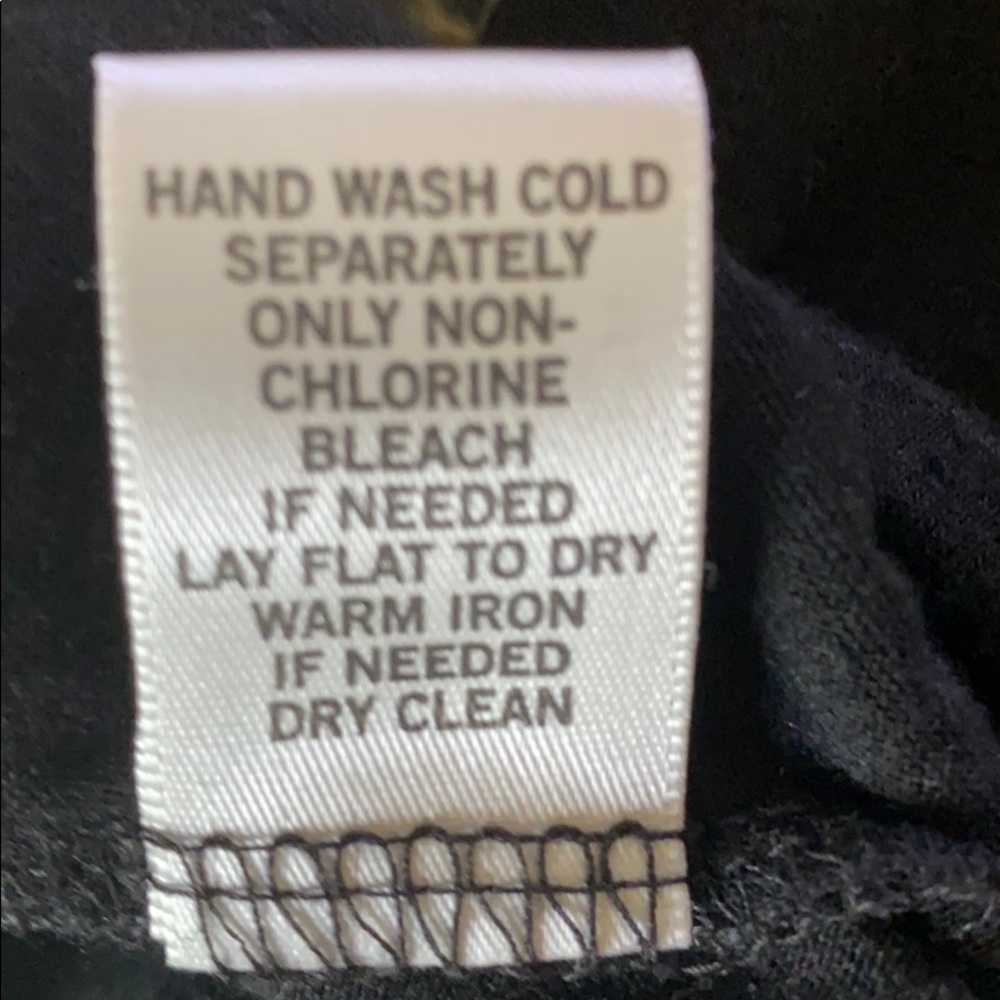 HAND WASH COLD
SEPARATELY
ONLY NON-
CHLORINE
BLEACH
IF NEEDED
LAY FLAT TO DRY
WARM IRON
IF NEEDED
DRY CLEAN